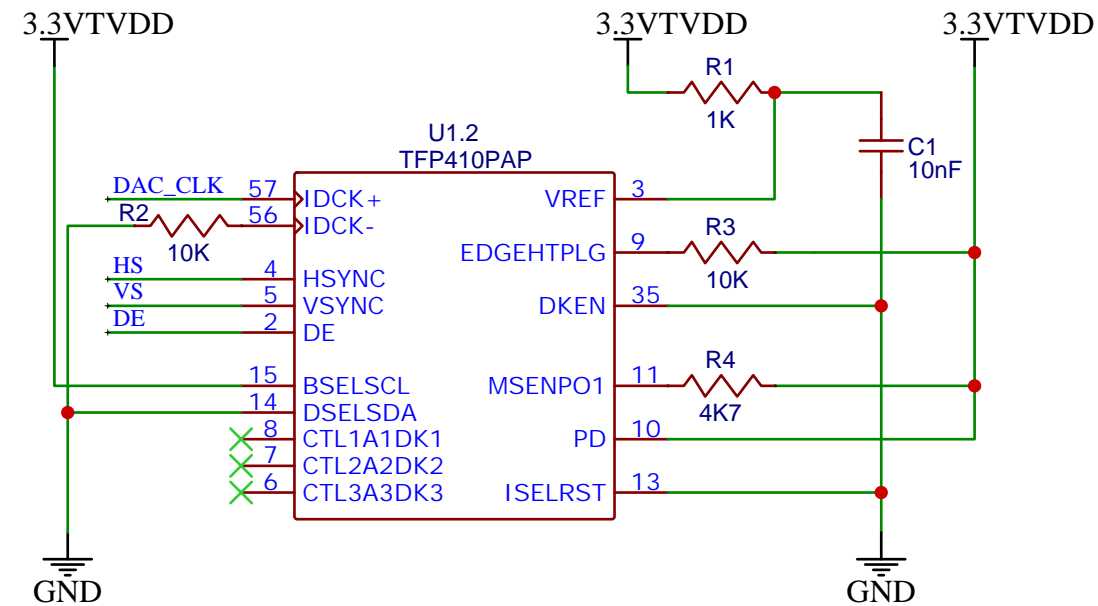 3.3VTVDD
3.3VTVDD
3.3VTVDD
R1
1K
C1
10nF
U1.2
TFP410PAP
DAC_CLK
57
IDCK+
R2
10K
56
IDCK-
HS
4
HSYNC
VS
5
VSYNC
DE
2
DE
15
BSELSCL
14
DSELSDA
8
CTL1A1DK1
7
CTL2A2DK2
6
CTL3A3DK3
VREF
3
EDGEHTPLG
9
R3
10K
DKEN
35
MSENPO1
11
R4
4K7
PD
10
ISELRST
13
GND
GND